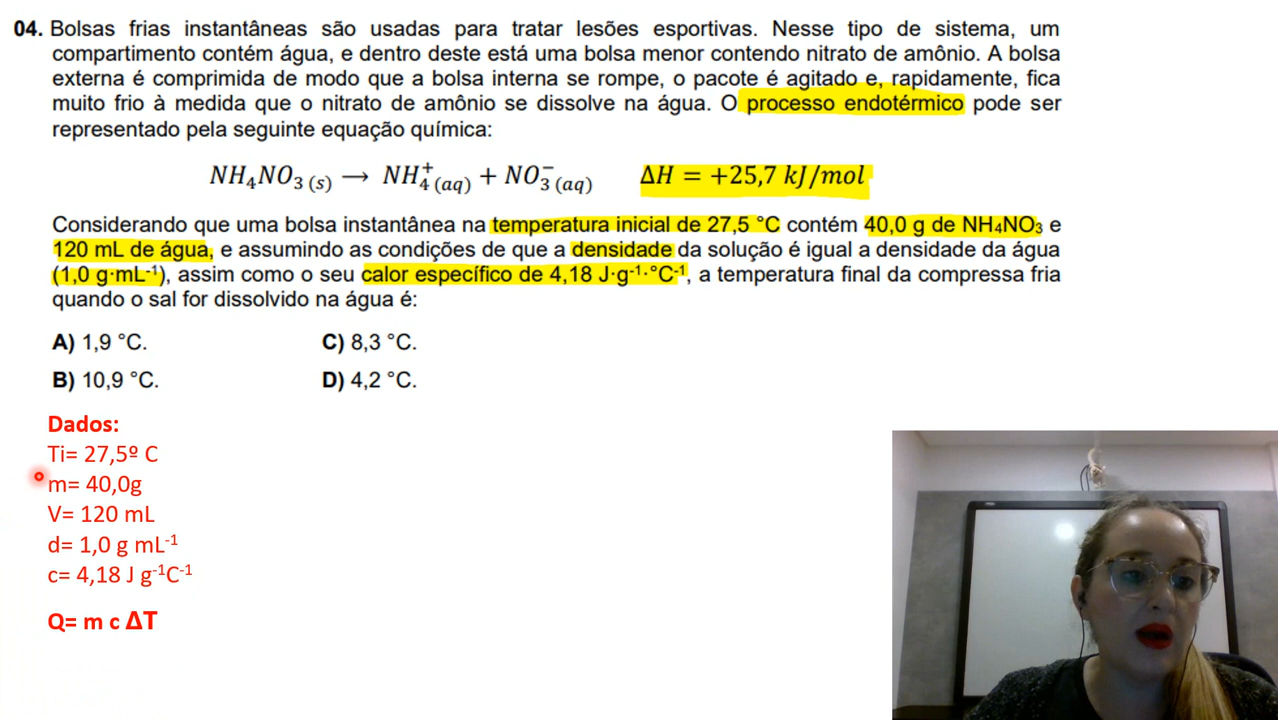 04. Bolsas frias instantâneas são usadas para tratar lesões esportivas. Nesse tipo de sistema, um
compartimento contém água, e dentro deste está uma bolsa menor contendo nitrato de amônio. A bolsa
externa é comprimida de modo que a bolsa interna se rompe, o pacote é agitado e, rapidamente, fica
muito frio à medida que o nitrato de amônio se dissolve na água. O processo endotérmico pode ser
representado pela seguinte equação química:
NH₄NO₃ (s) → NH₄⁺ (aq) + NO₃⁻ (aq) ΔH = +25,7 kJ/mol
Considerando que uma bolsa instantânea na temperatura inicial de 27,5 °C contém 40,0 g de NH₄NO₃ e
120 mL de água, e assumindo as condições de que a densidade da solução é igual a densidade da água
(1,0 g·mL⁻¹), assim como o seu calor específico de 4,18 J·g⁻¹·°C⁻¹, a temperatura final da compressa fria
quando o sal for dissolvido na água é:
A) 1,9 °C. C) 8,3 °C.
B) 10,9 °C. D) 4,2 °C.
Dados:
Ti= 27,5º C
m= 40,0g
V= 120 mL
d= 1,0 g mL⁻¹
c= 4,18 J g⁻¹C⁻¹
Q= m c ΔT